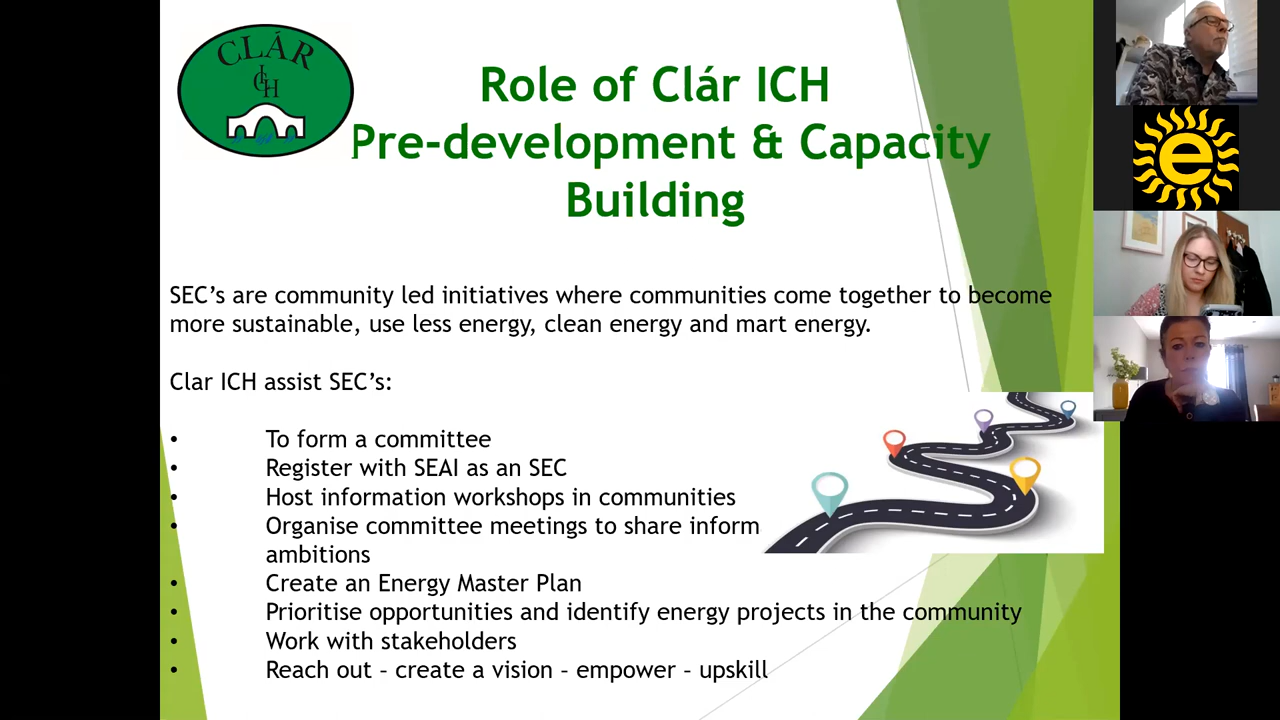 CLÁR
ICH
Role of Clár ICH
Pre-development & Capacity
Building
SEC’s are community led initiatives where communities come together to become
more sustainable, use less energy, clean energy and mart energy.
Clar ICH assist SEC’s:
• To form a committee
• Register with SEAI as an SEC
• Host information workshops in communities
• Organise committee meetings to share inform
ambitions
• Create an Energy Master Plan
• Prioritise opportunities and identify energy projects in the community
• Work with stakeholders
• Reach out – create a vision – empower – upskill
e